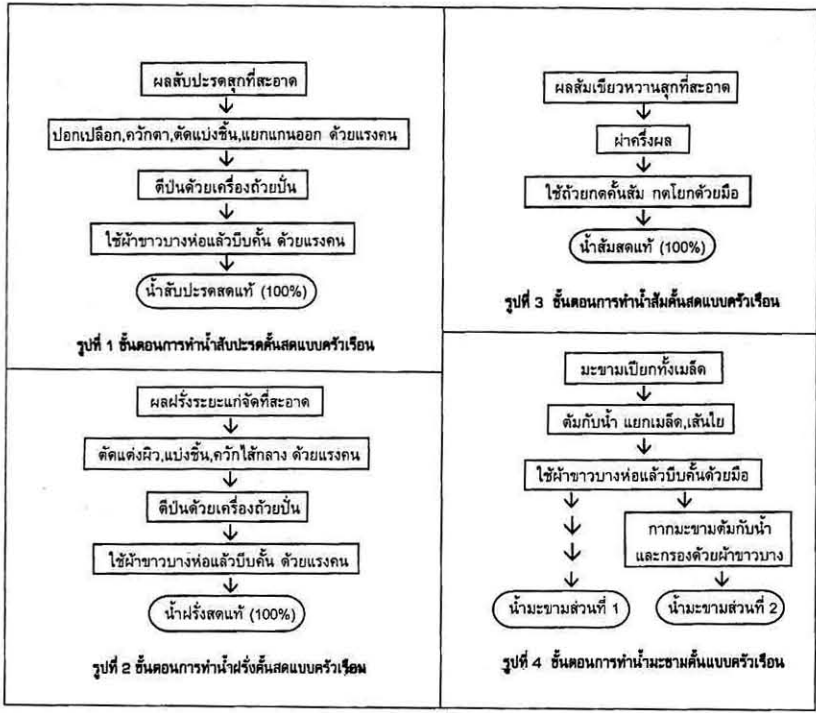 ผลสับปะรดสุกที่สะอาด
ปอกเปลือก,ควักตา,ตัดแบ่งชิ้น,แยกแกนออก ด้วยแรงคน
ตีป่นด้วยเครื่องถ้วยปั่น
ใช้ผ้าขาวบางห่อแล้วบีบคั้น ด้วยแรงคน
น้ำสับปะรดสดแท้ (100%)
รูปที่ 1 ขั้นตอนการทำน้ำสับปะรดคั้นสดแบบครัวเรือน
ผลฝรั่งระยะแก่จัดที่สะอาด
ตัดแต่งผิว,แบ่งชิ้น,ควักไส้กลาง ด้วยแรงคน
ตีป่นด้วยเครื่องถ้วยปั่น
ใช้ผ้าขาวบางห่อแล้วบีบคั้น ด้วยแรงคน
น้ำฝรั่งสดแท้ (100%)
รูปที่ 2 ขั้นตอนการทำน้ำฝรั่งคั้นสดแบบครัวเรือน
ผลส้มเขียวหวานสุกที่สะอาด
ผ่าครึ่งผล
ใช้ถ้วยกดคั้นส้ม กดโยกด้วยมือ
น้ำส้มสดแท้ (100%)
รูปที่ 3 ขั้นตอนการทำน้ำส้มคั้นสดแบบครัวเรือน
มะขามเปียกทั้งเมล็ด
ต้มกับน้ำ แยกเมล็ด,เส้นใย
ใช้ผ้าขาวบางห่อแล้วบีบคั้นด้วยมือ
กากมะขามต้มกับน้ำ
และกรองด้วยผ้าขาวบาง
น้ำมะขามส่วนที่ 1
น้ำมะขามส่วนที่ 2
รูปที่ 4 ขั้นตอนการทำน้ำมะขามคั้นแบบครัวเรือน